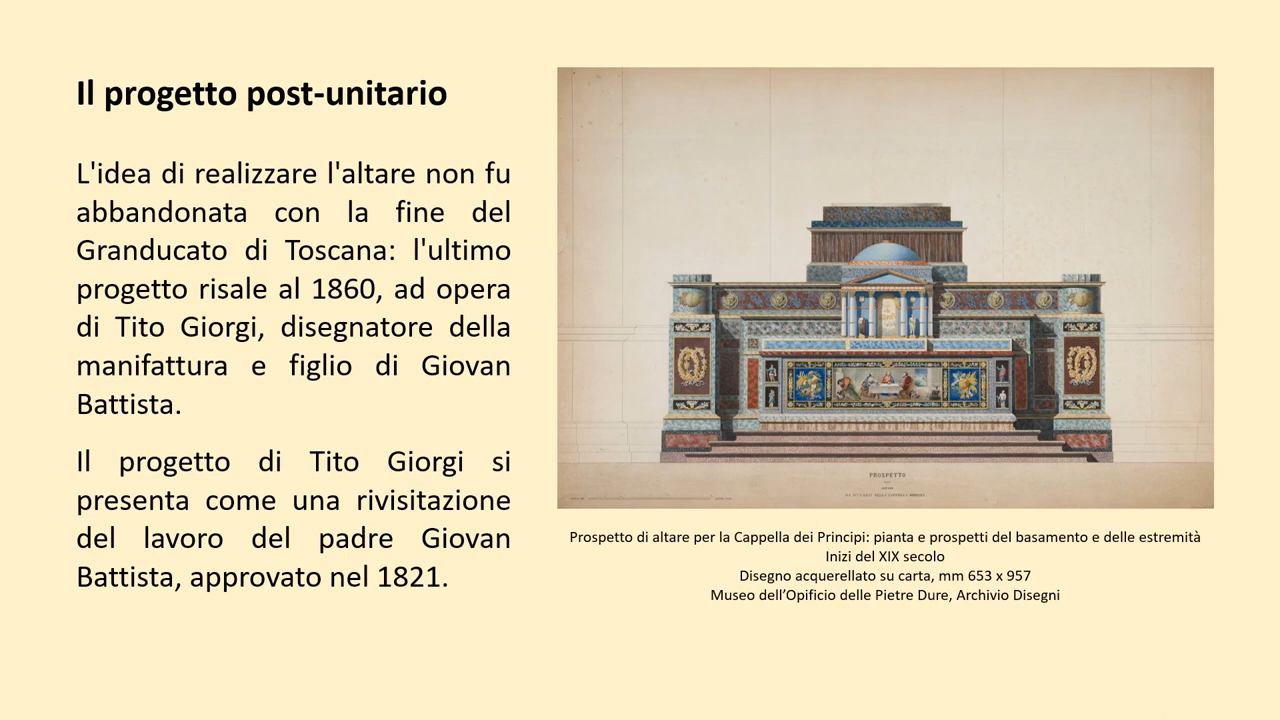 Il progetto post-unitario
L'idea di realizzare l'altare non fu
abbandonata con la fine del
Granducato di Toscana: l'ultimo
progetto risale al 1860, ad opera
di Tito Giorgi, disegnatore della
manifattura e figlio di Giovan
Battista.
Il progetto di Tito Giorgi si
presenta come una rivisitazione
del lavoro del padre Giovan
Battista, approvato nel 1821.
PROSPETTO
Prospetto di altare per la Cappella dei Principi: pianta e prospetti del basamento e delle estremità
Inizi del XIX secolo
Disegno acquerellato su carta, mm 653 x 957
Museo dell’Opificio delle Pietre Dure, Archivio Disegni